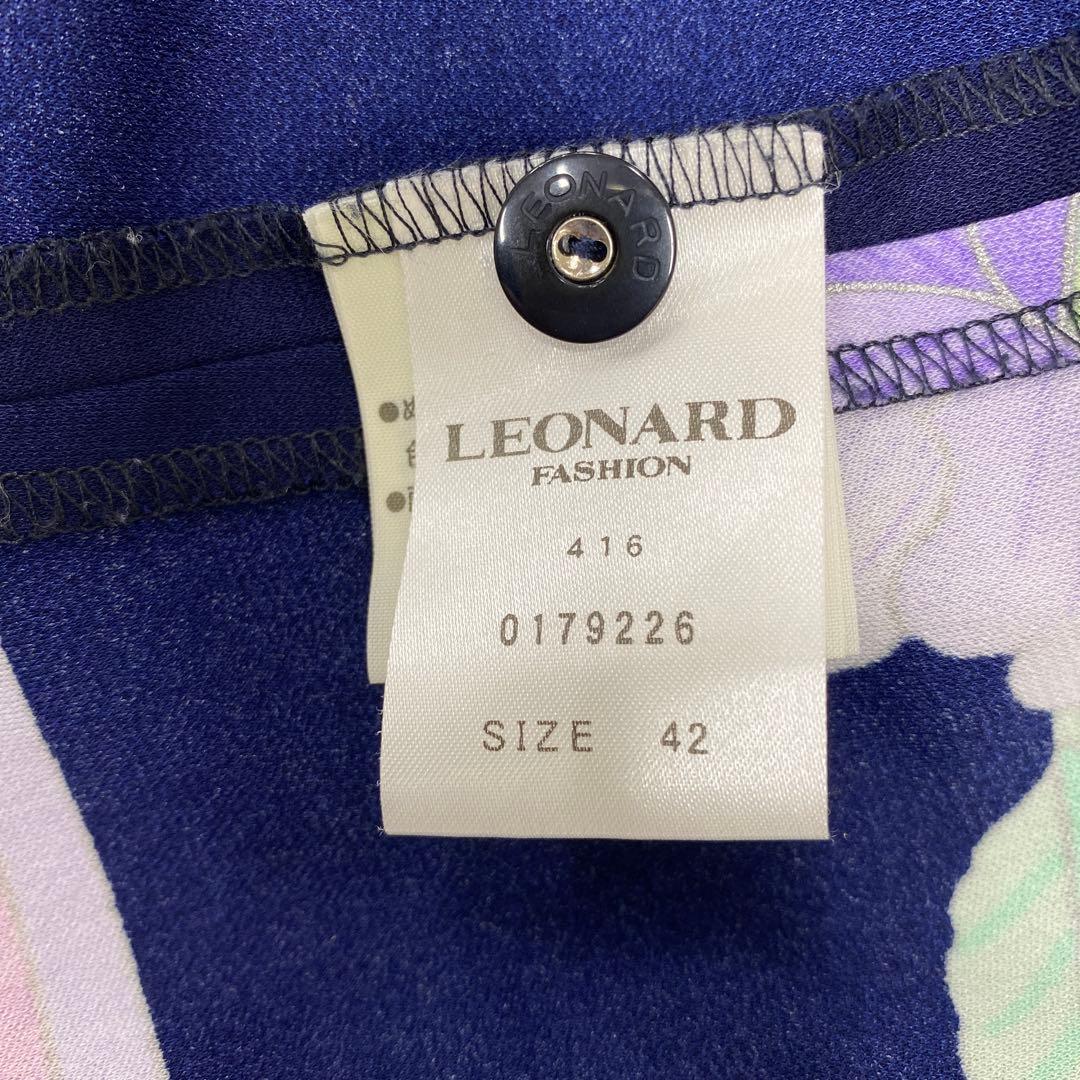 LEONARD
LEONARD
FASHION
416
0179226
SIZE 42